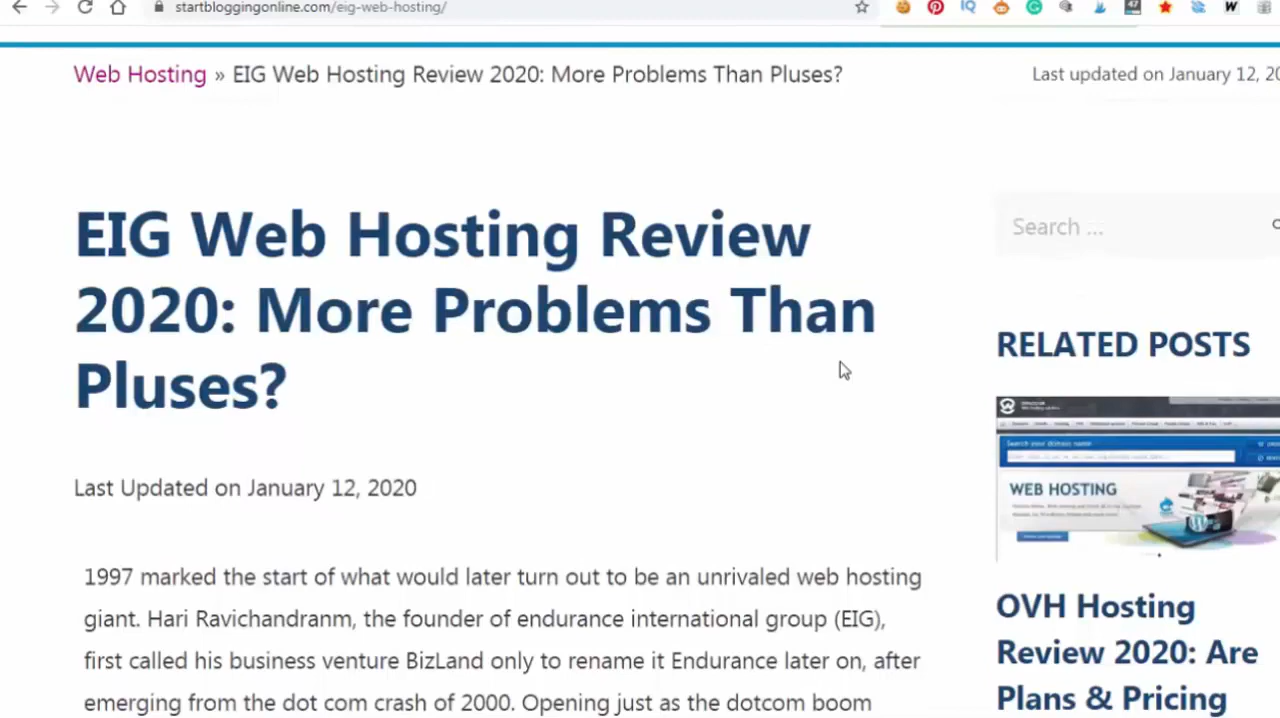 startbloggingonline.com/eig-web-hosting/
47
Web Hosting » EIG Web Hosting Review 2020: More Problems Than Pluses?
Last updated on January 12, 20
EIG Web Hosting Review
2020: More Problems Than
Pluses?
Last Updated on January 12, 2020
1997 marked the start of what would later turn out to be an unrivaled web hosting
giant. Hari Ravichandranm, the founder of endurance international group (EIG),
first called his business venture BizLand only to rename it Endurance later on, after
emerging from the dot com crash of 2000. Opening just as the dotcom boom
Search ...
RELATED POSTS
Search your domain name
WEB HOSTING
OVH Hosting
Review 2020: Are
Plans & Pricing